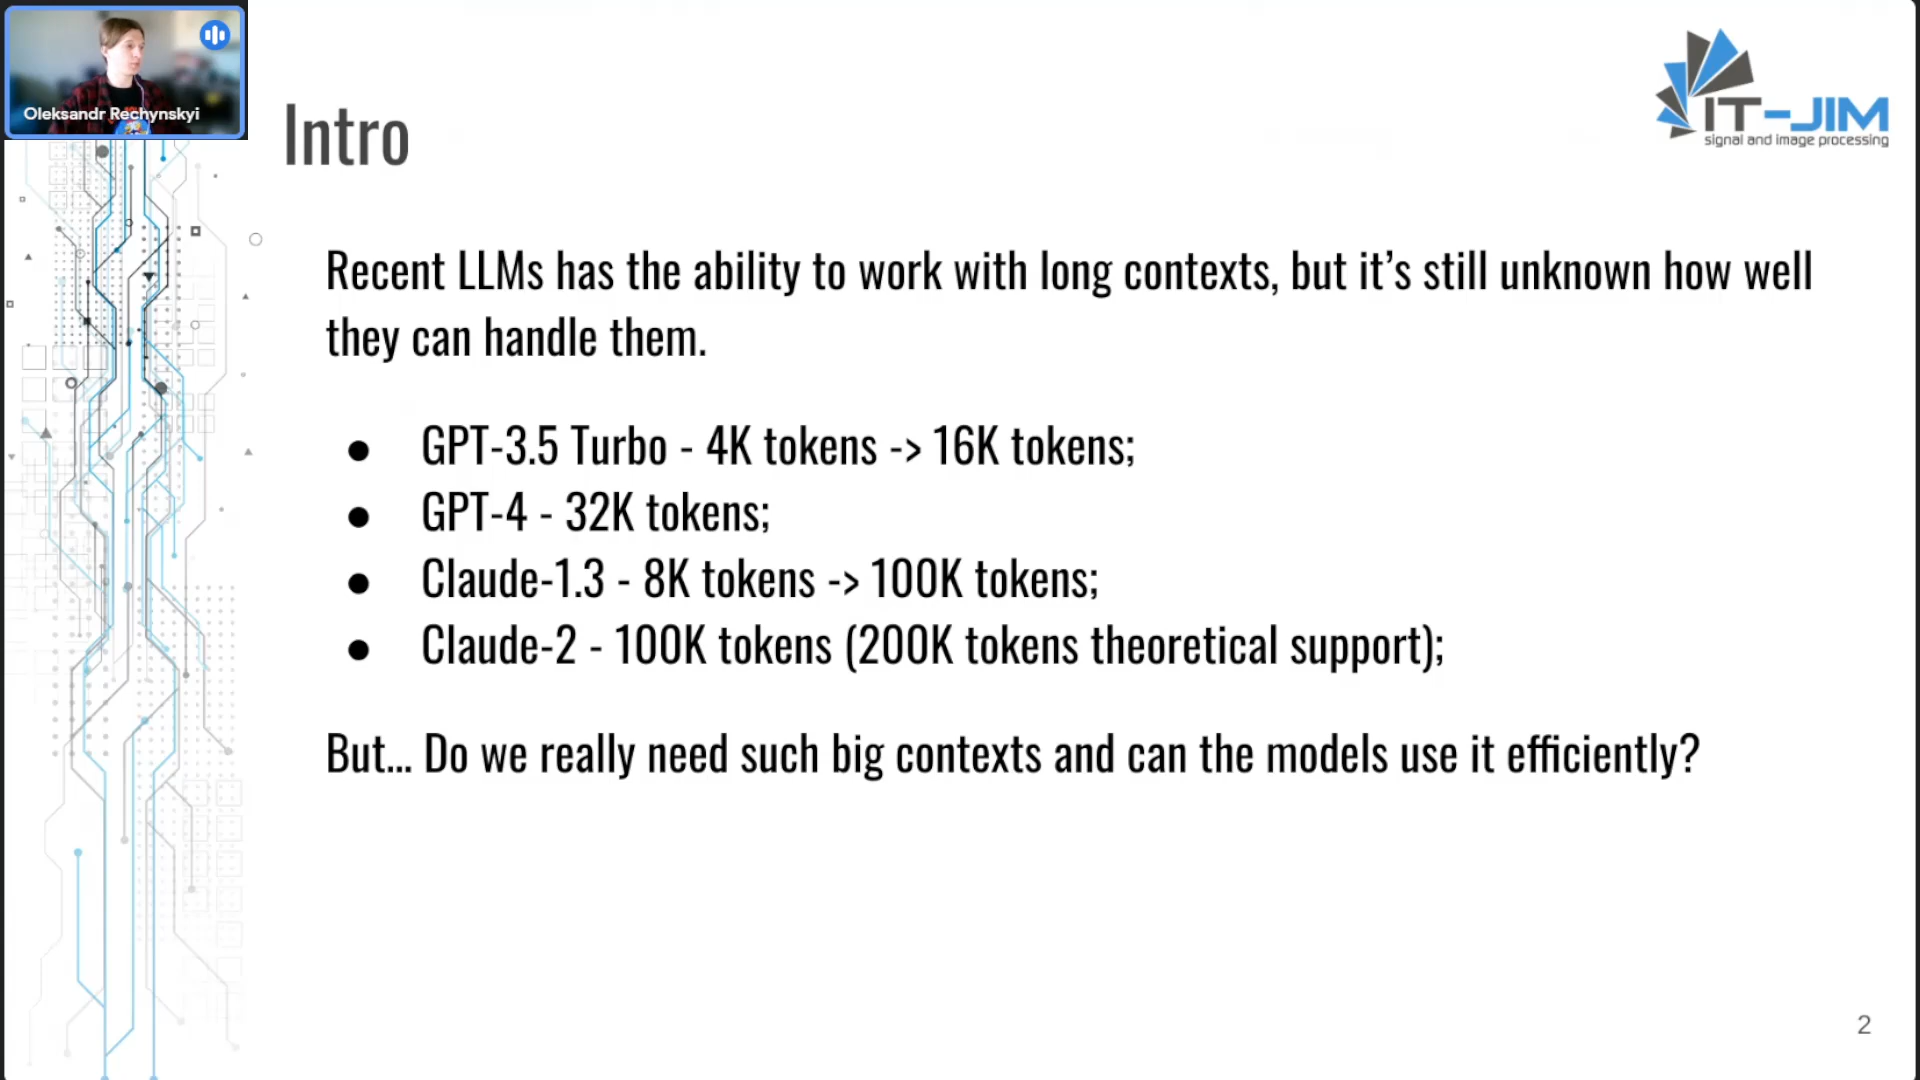 Oleksandr Rechynskyi
IT-JIM
signal and image processing
Intro
Recent LLMs has the ability to work with long contexts, but it’s still unknown how well
they can handle them.
● GPT-3.5 Turbo - 4K tokens -> 16K tokens;
● GPT-4 - 32K tokens;
● Claude-1.3 - 8K tokens -> 100K tokens;
● Claude-2 - 100K tokens (200K tokens theoretical support);
But... Do we really need such big contexts and can the models use it efficiently?
2